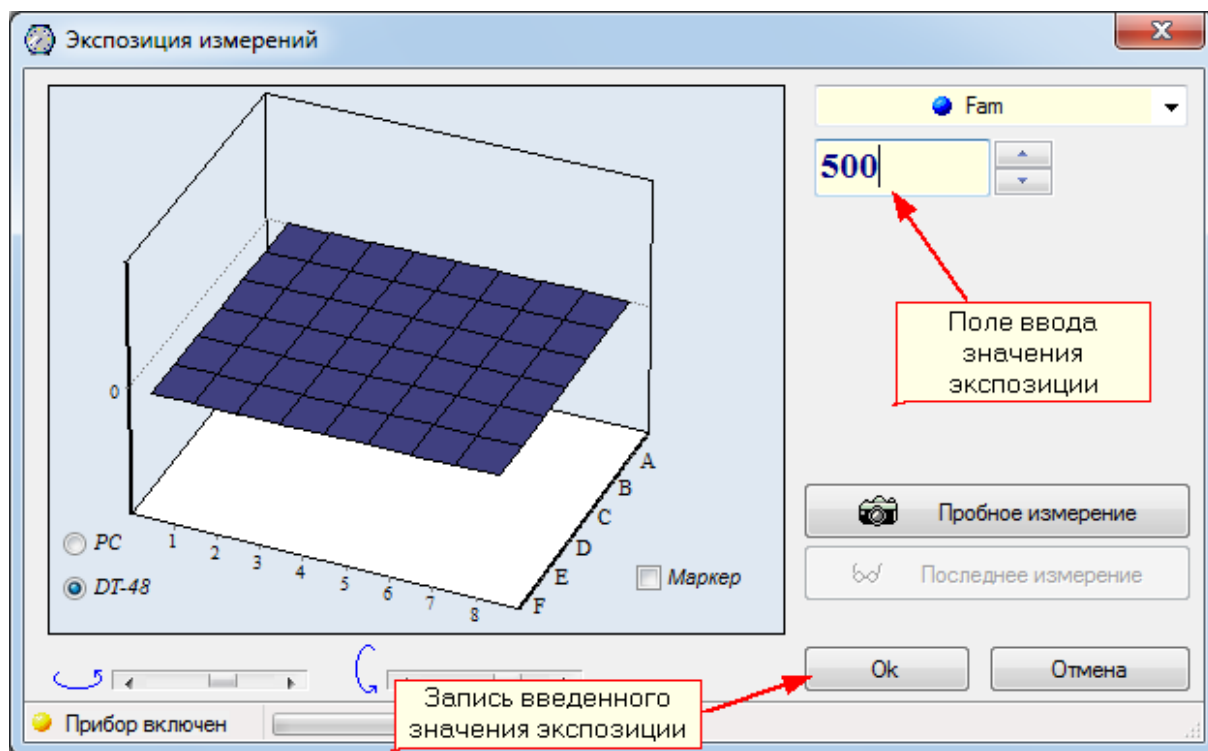 Экспозиция измерений
Fam
500
Поле ввода
значения
экспозиции
0
A
B
C
D
E
F
1 2 3 4 5 6 7 8
PC
DT-48
Маркер
Пробное измерение
Последнее измерение
Ok
Отмена
Запись введенного
значения экспозиции
Прибор включен